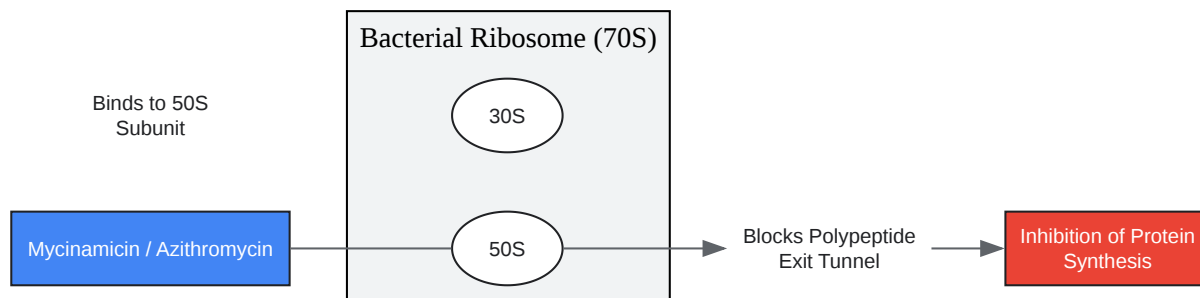 Bacterial Ribosome (70S)
Binds to 50S
Subunit
30S
Mycinamicin / Azithromycin
50S
Blocks Polypeptide
Exit Tunnel
Inhibition of Protein
Synthesis